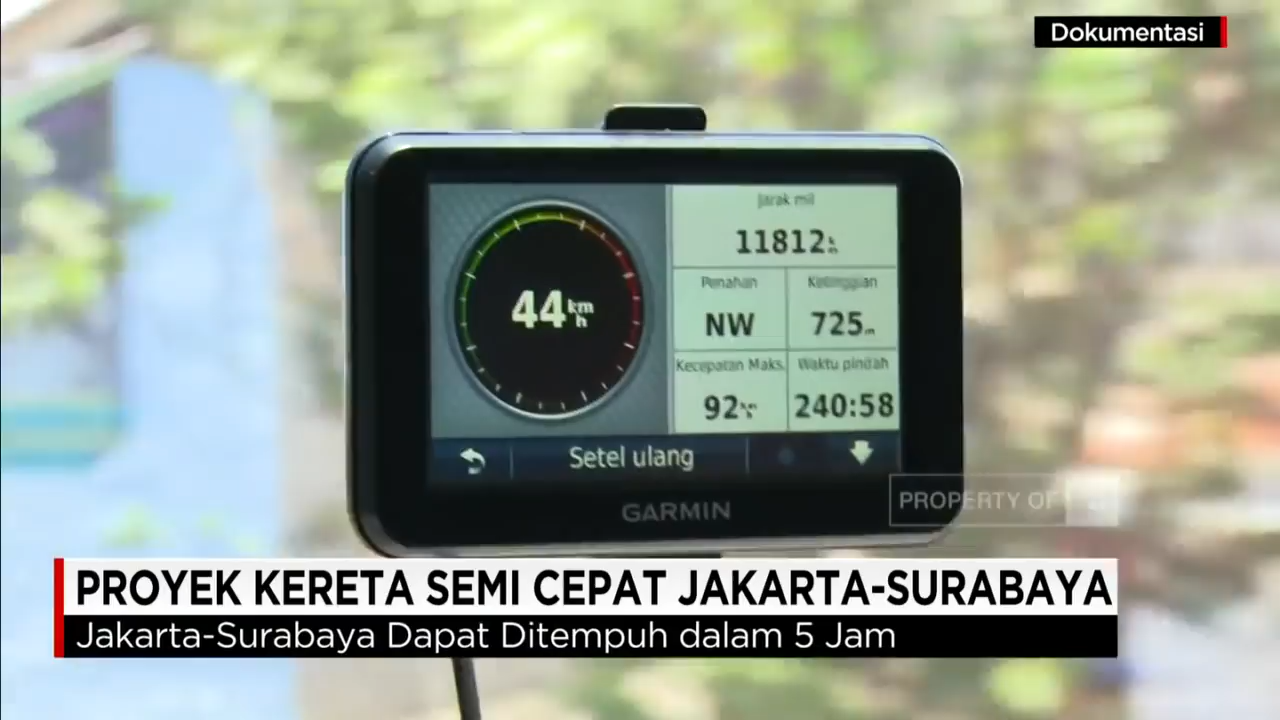 Dokumentasi
Jarak mil
11812
Penahan
Ketinggian
44 km h
NW
725m
Kecepatan Maks.
Waktu pindah
92
240:58
Setel ulang
GARMIN
PROPERTY OF
PROYEK KERETA SEMI CEPAT JAKARTA-SURABAYA
Jakarta-Surabaya Dapat Ditempuh dalam 5 Jam